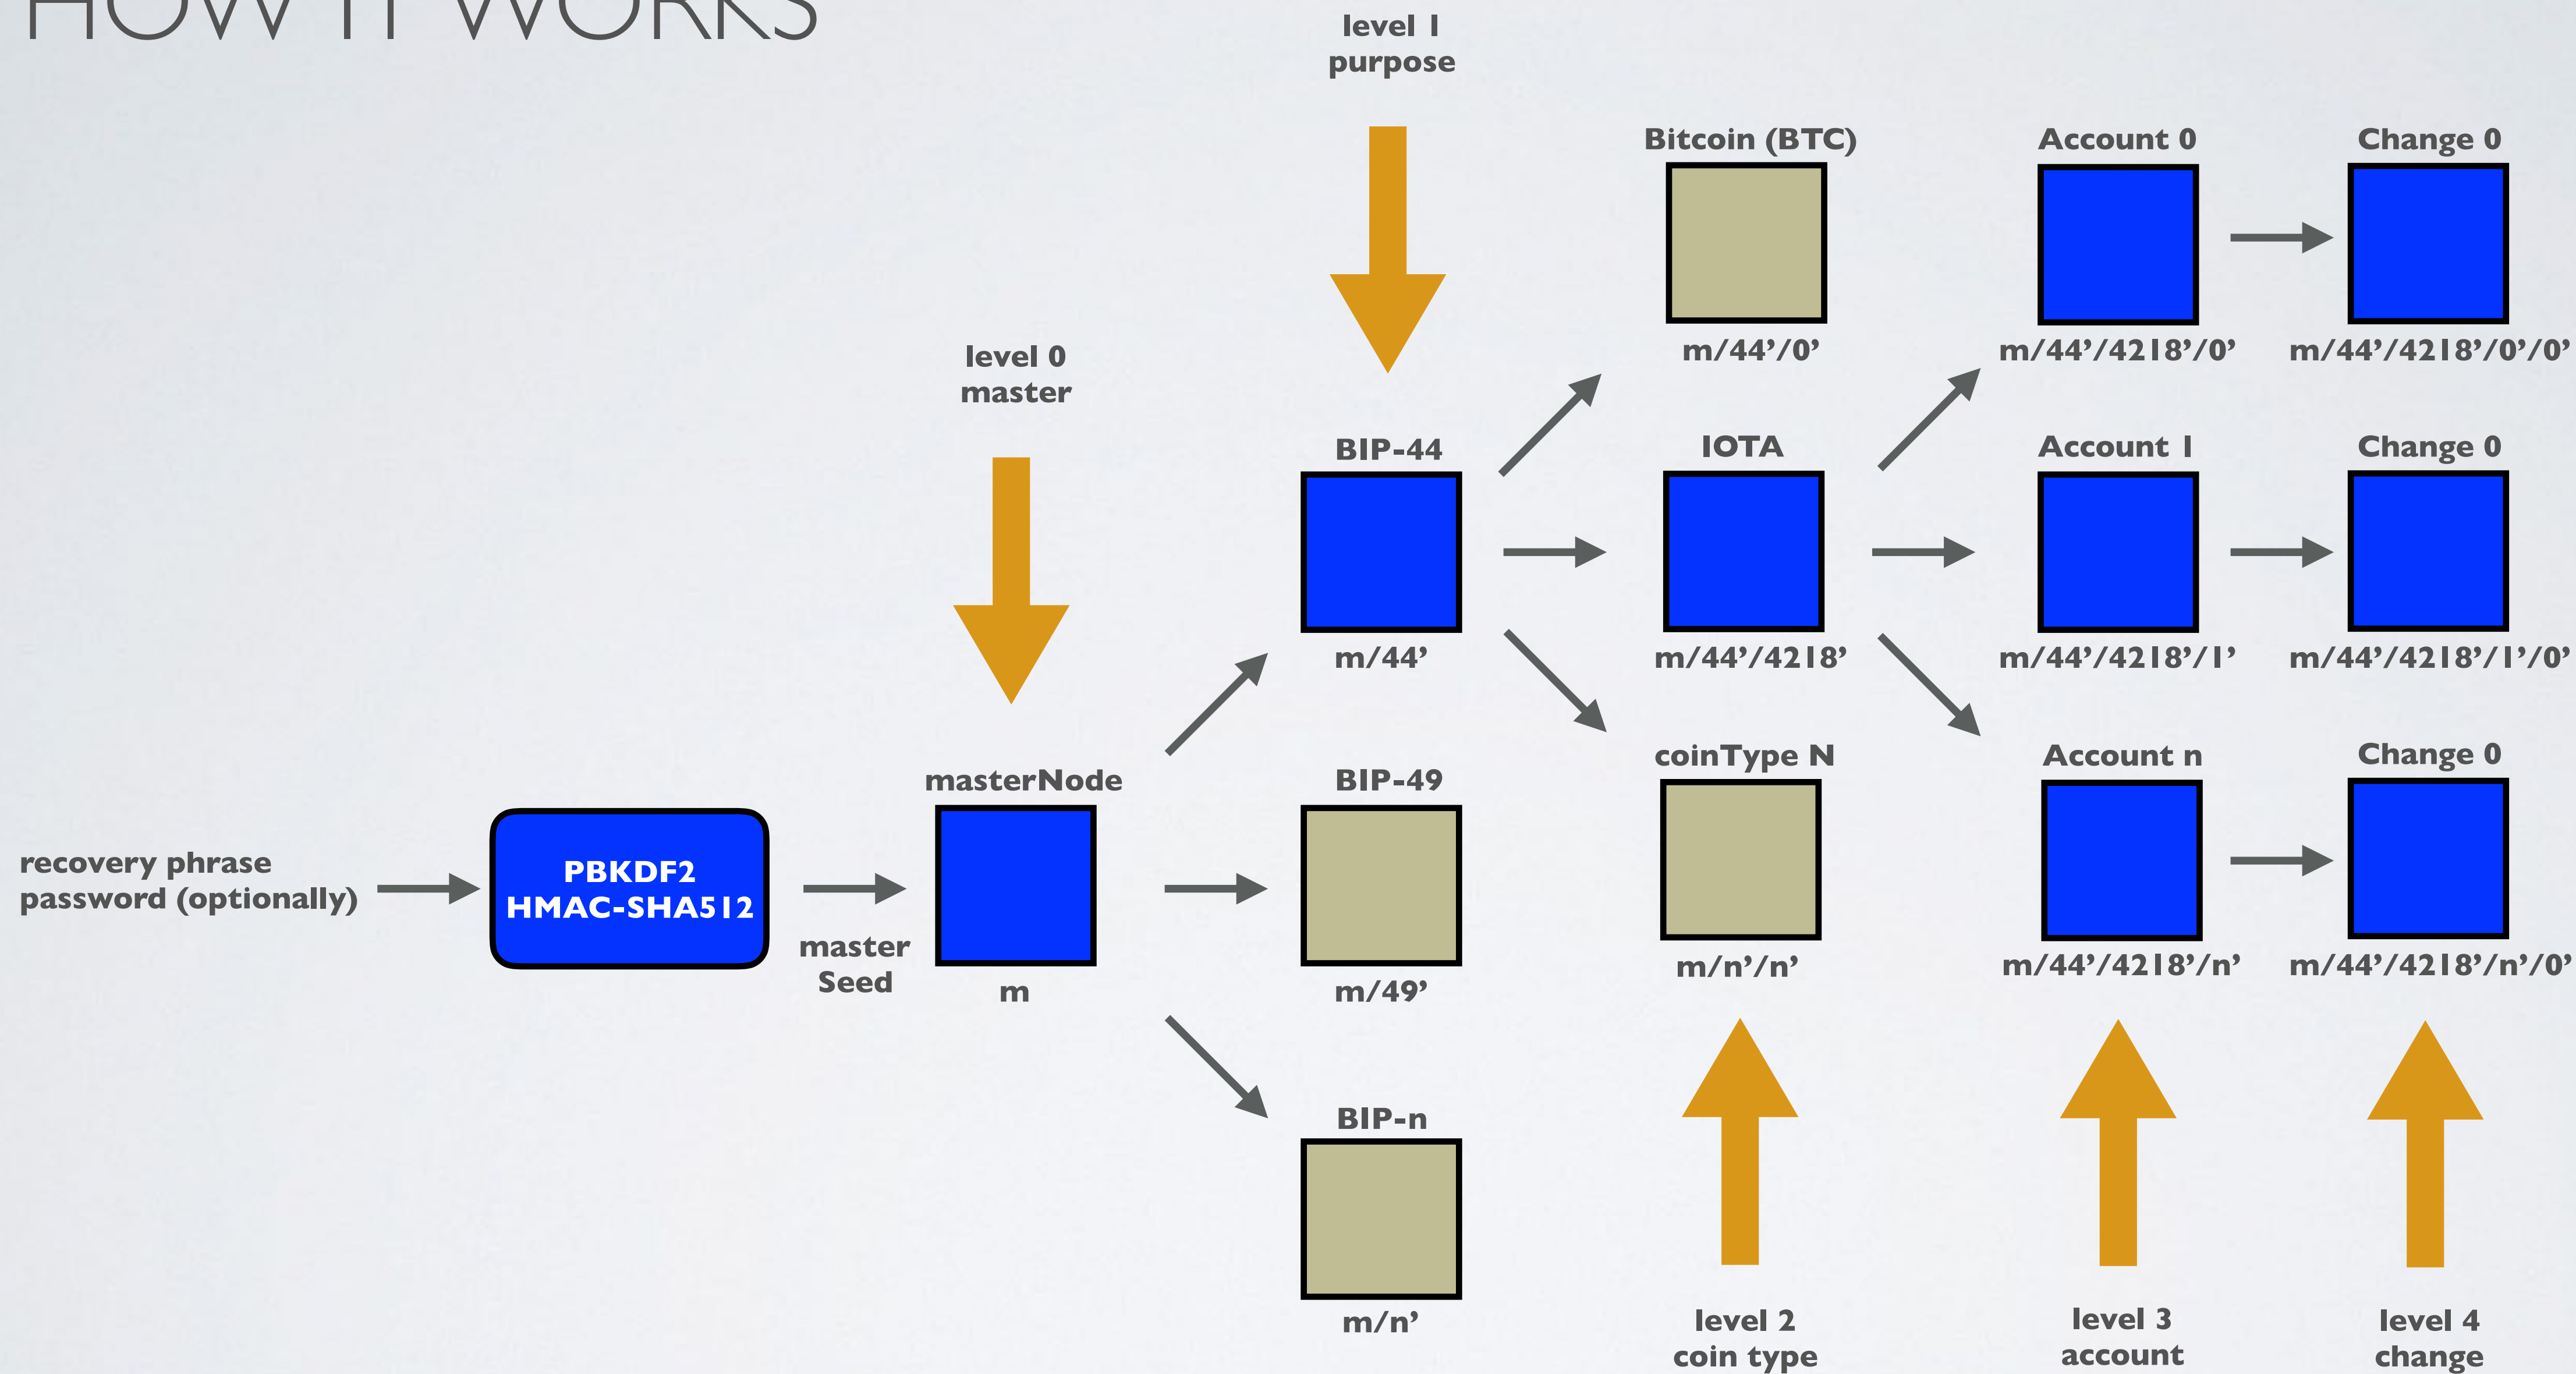 HOW IT WORKS
level 1
purpose
Bitcoin (BTC)
m/44’/0’
Account 0
m/44’/4218’/0’
Change 0
m/44’/4218’/0’/0’
level 0
master
BIP-44
m/44’
IOTA
m/44’/4218’
Account 1
m/44’/4218’/1’
Change 0
m/44’/4218’/1’/0’
recovery phrase
password (optionally)
PBKDF2
HMAC-SHA512
master
Seed
masterNode
m
BIP-49
m/49’
coinType N
m/n’/n’
Account n
m/44’/4218’/n’
Change 0
m/44’/4218’/n’/0’
BIP-n
m/n’
level 2
coin type
level 3
account
level 4
change